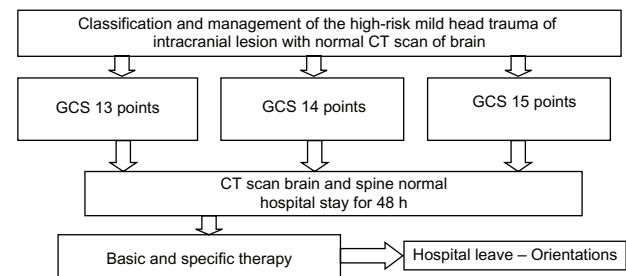 Classification and management of the high-risk mild head trauma of
intracranial lesion with normal CT scan of brain
GCS 13 points
GCS 14 points
GCS 15 points
CT scan brain and spine normal
hospital stay for 48 h
Basic and specific therapy
Hospital leave – Orientations